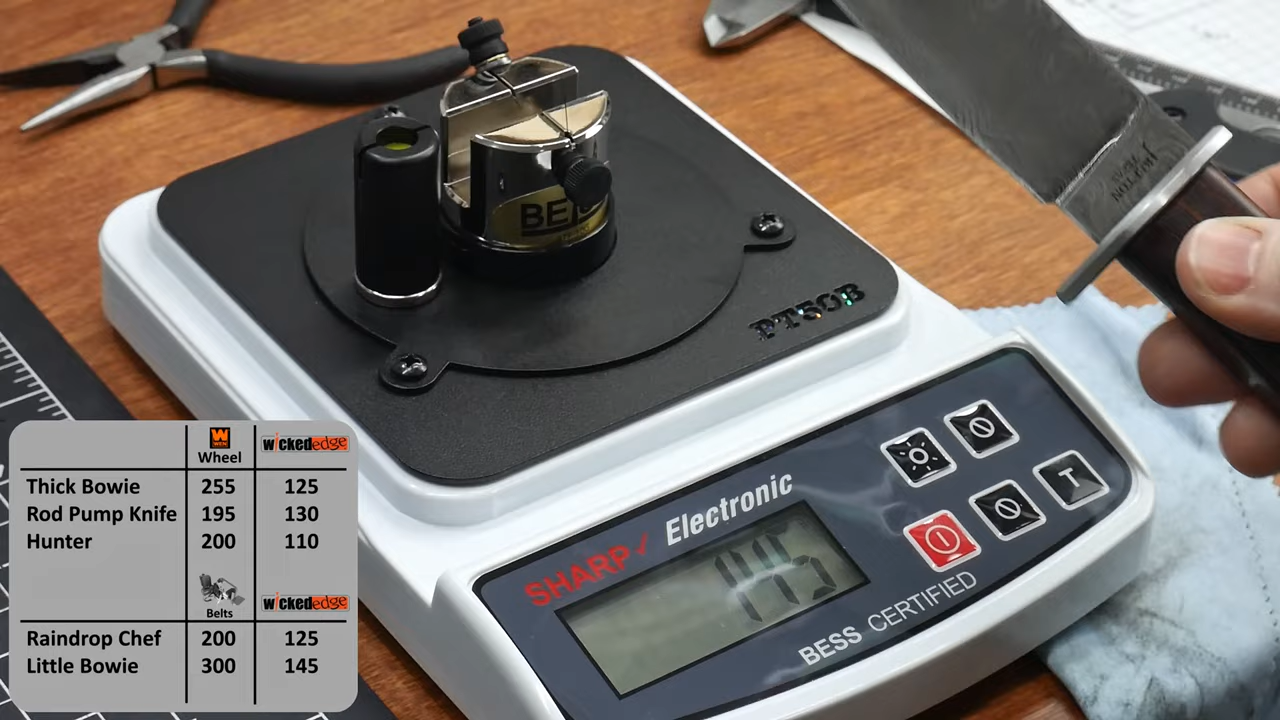 PT50B
SHARP✓ Electronic
145
BESS CERTIFIED
WEN
Wheel
wickededge
Thick Bowie 255 125
Rod Pump Knife 195 130
Hunter 200 110
Belts
wickededge
Raindrop Chef 200 125
Little Bowie 300 145